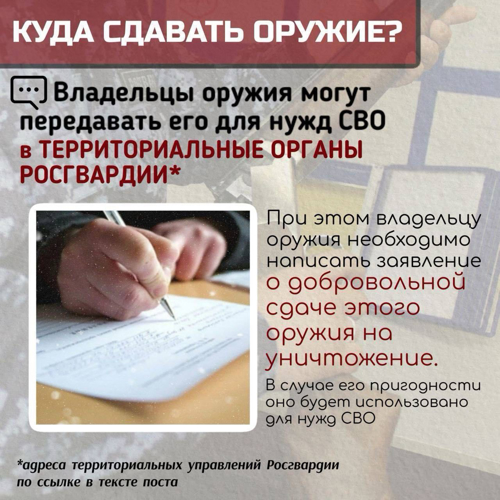 КУДА СДАВАТЬ ОРУЖИЕ?
Владельцы оружия могут
передавать его для нужд СВО
в ТЕРРИТОРИАЛЬНЫЕ ОРГАНЫ
РОСГВАРДИИ*
При этом владельцу
оружия необходимо
написать заявление
о добровольной
сдаче этого
оружия на
уничтожение.
В случае его пригодности
оно будет использовано
для нужд СВО
*адреса территориальных управлений Росгвардии
по ссылке в тексте поста